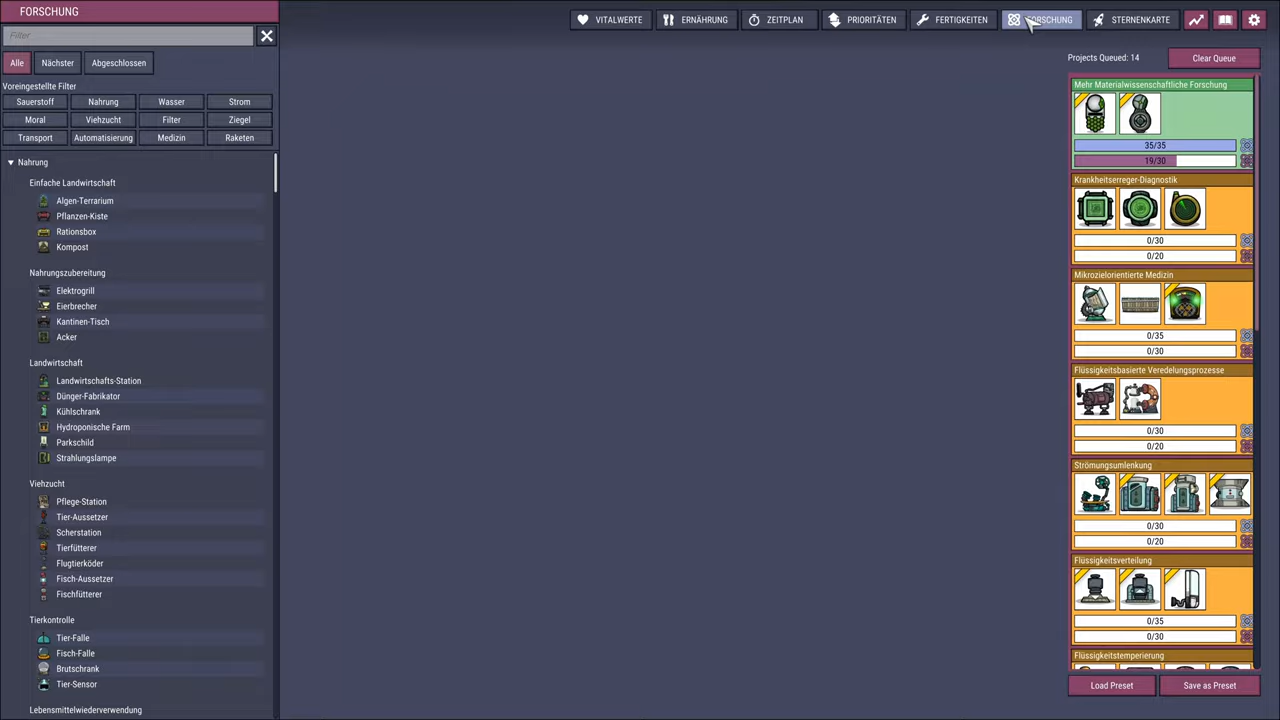 FORSCHUNG
VITALWERTE
ERNÄHRUNG
ZEITPLAN
PRIORITÄTEN
FERTIGKEITEN
FORSCHUNG
STERNENKARTE
Filter
Alle
Nächster
Abgeschlossen
Voreingestellte Filter
Sauerstoff
Nahrung
Wasser
Strom
Moral
Viehzucht
Filter
Ziegel
Transport
Automatisierung
Medizin
Raketen
Nahrung
Einfache Landwirtschaft
Algen-Terrarium
Pflanzen-Kiste
Rationsbox
Kompost
Nahrungszubereitung
Elektrogrill
Eierbrecher
Kantinen-Tisch
Acker
Landwirtschaft
Landwirtschafts-Station
Dünger-Fabrikator
Kühlschrank
Hydroponische Farm
Parkschild
Strahlungslampe
Viehzucht
Pflege-Station
Tier-Aussetzer
Scherstation
Tierfütterer
Flugtierköder
Fisch-Aussetzer
Fischfütterer
Tierkontrolle
Tier-Falle
Fisch-Falle
Brutschrank
Tier-Sensor
Lebensmittelwiederverwendung
Projects Queued: 14
Clear Queue
Mehr Materialwissenschaftliche Forschung
35/35
19/30
Krankheitserreger-Diagnostik
0/30
0/20
Mikrozielorientierte Medizin
0/35
0/30
Flüssigkeitsbasierte Veredelungsprozesse
0/30
0/20
Strömungsumlenkung
0/30
0/20
Flüssigkeitsverteilung
0/35
0/30
Flüssigkeitstemperierung
Load Preset
Save as Preset